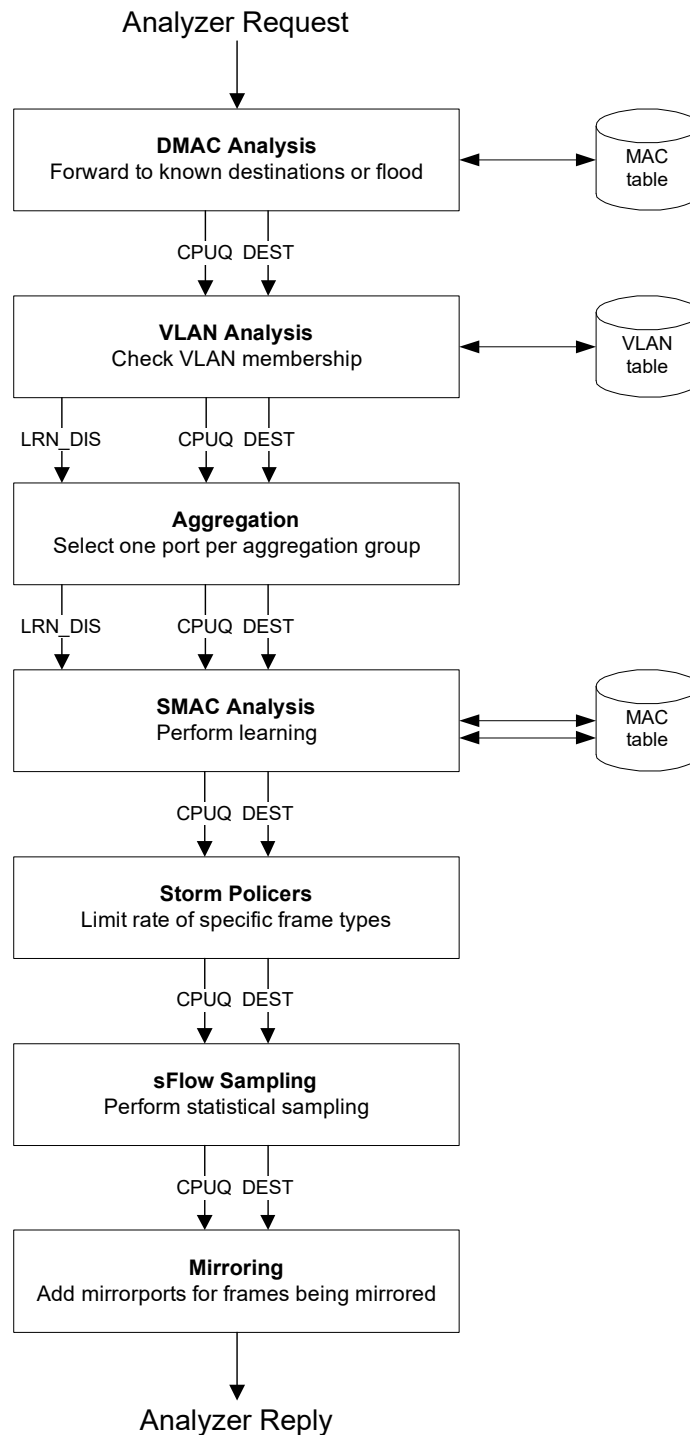 Analyzer Request
DMAC Analysis
Forward to known destinations or flood
MAC
table
CPUQ DEST
VLAN Analysis
Check VLAN membership
VLAN
table
LRN_DIS CPUQ DEST
Aggregation
Select one port per aggregation group
LRN_DIS CPUQ DEST
SMAC Analysis
Perform learning
MAC
table
CPUQ DEST
Storm Policers
Limit rate of specific frame types
CPUQ DEST
sFlow Sampling
Perform statistical sampling
CPUQ DEST
Mirroring
Add mirrorports for frames being mirrored
Analyzer Reply